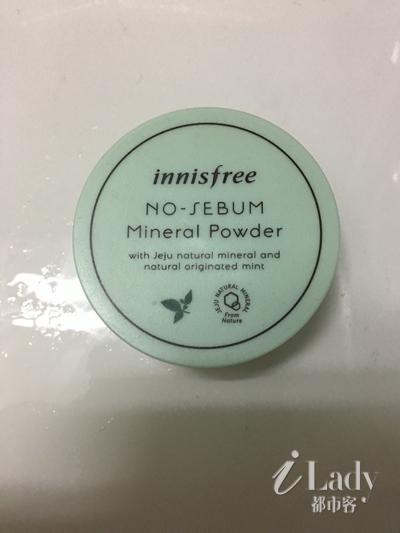 innisfree
NO-SEBUM
Mineral Powder
with Jeju natural mineral and
natural originated mint
JEJU NATURAL MINERAL
From
Nature
iLady
都市客